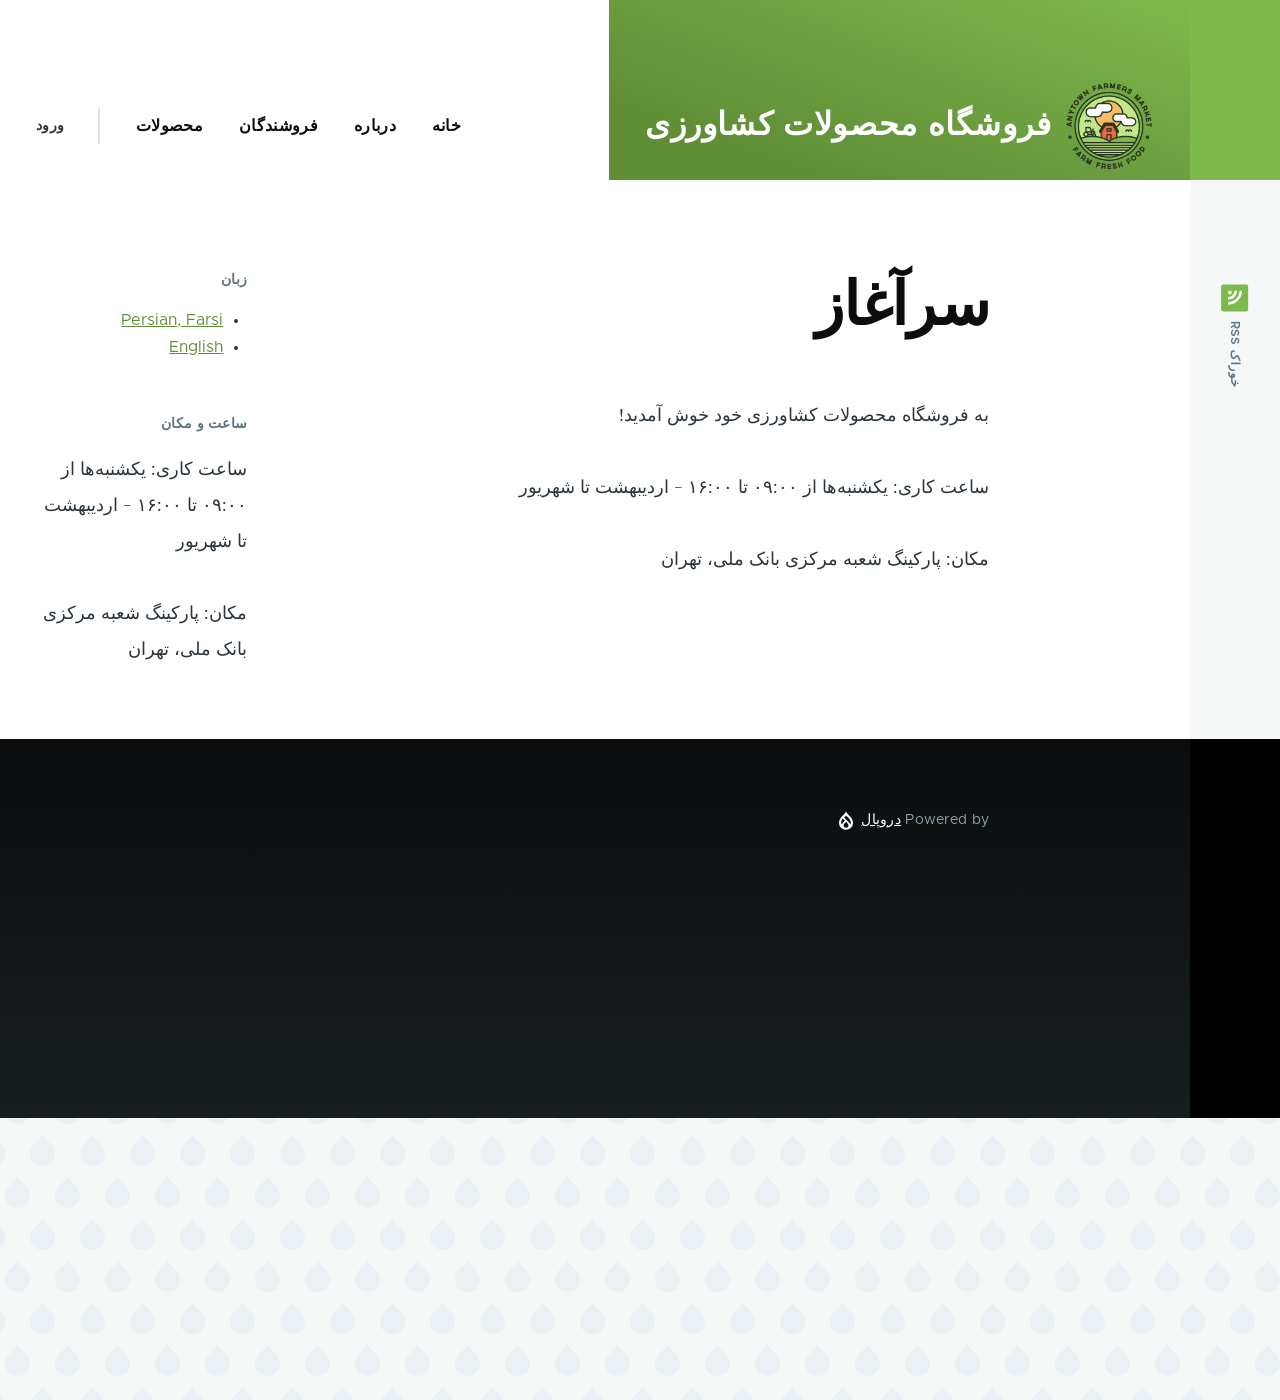 ANYTOWN FARMERS MARKET
FARM FRESH FOOD
فروشگاه محصولات کشاورزی
خانه
درباره
فروشندگان
محصولات
ورود
خوراک RSS
سرآغاز
به فروشگاه محصولات کشاورزی خود خوش آمدید!
ساعت کاری: یکشنبه‌ها از ۰۹:۰۰ تا ۱۶:۰۰ - اردیبهشت تا شهریور
مکان: پارکینگ شعبه مرکزی بانک ملی، تهران
زبان
Persian, Farsi
English
ساعت و مکان
ساعت کاری: یکشنبه‌ها از
۰۹:۰۰ تا ۱۶:۰۰ - اردیبهشت
تا شهریور
مکان: پارکینگ شعبه مرکزی
بانک ملی، تهران
Powered by دروپال